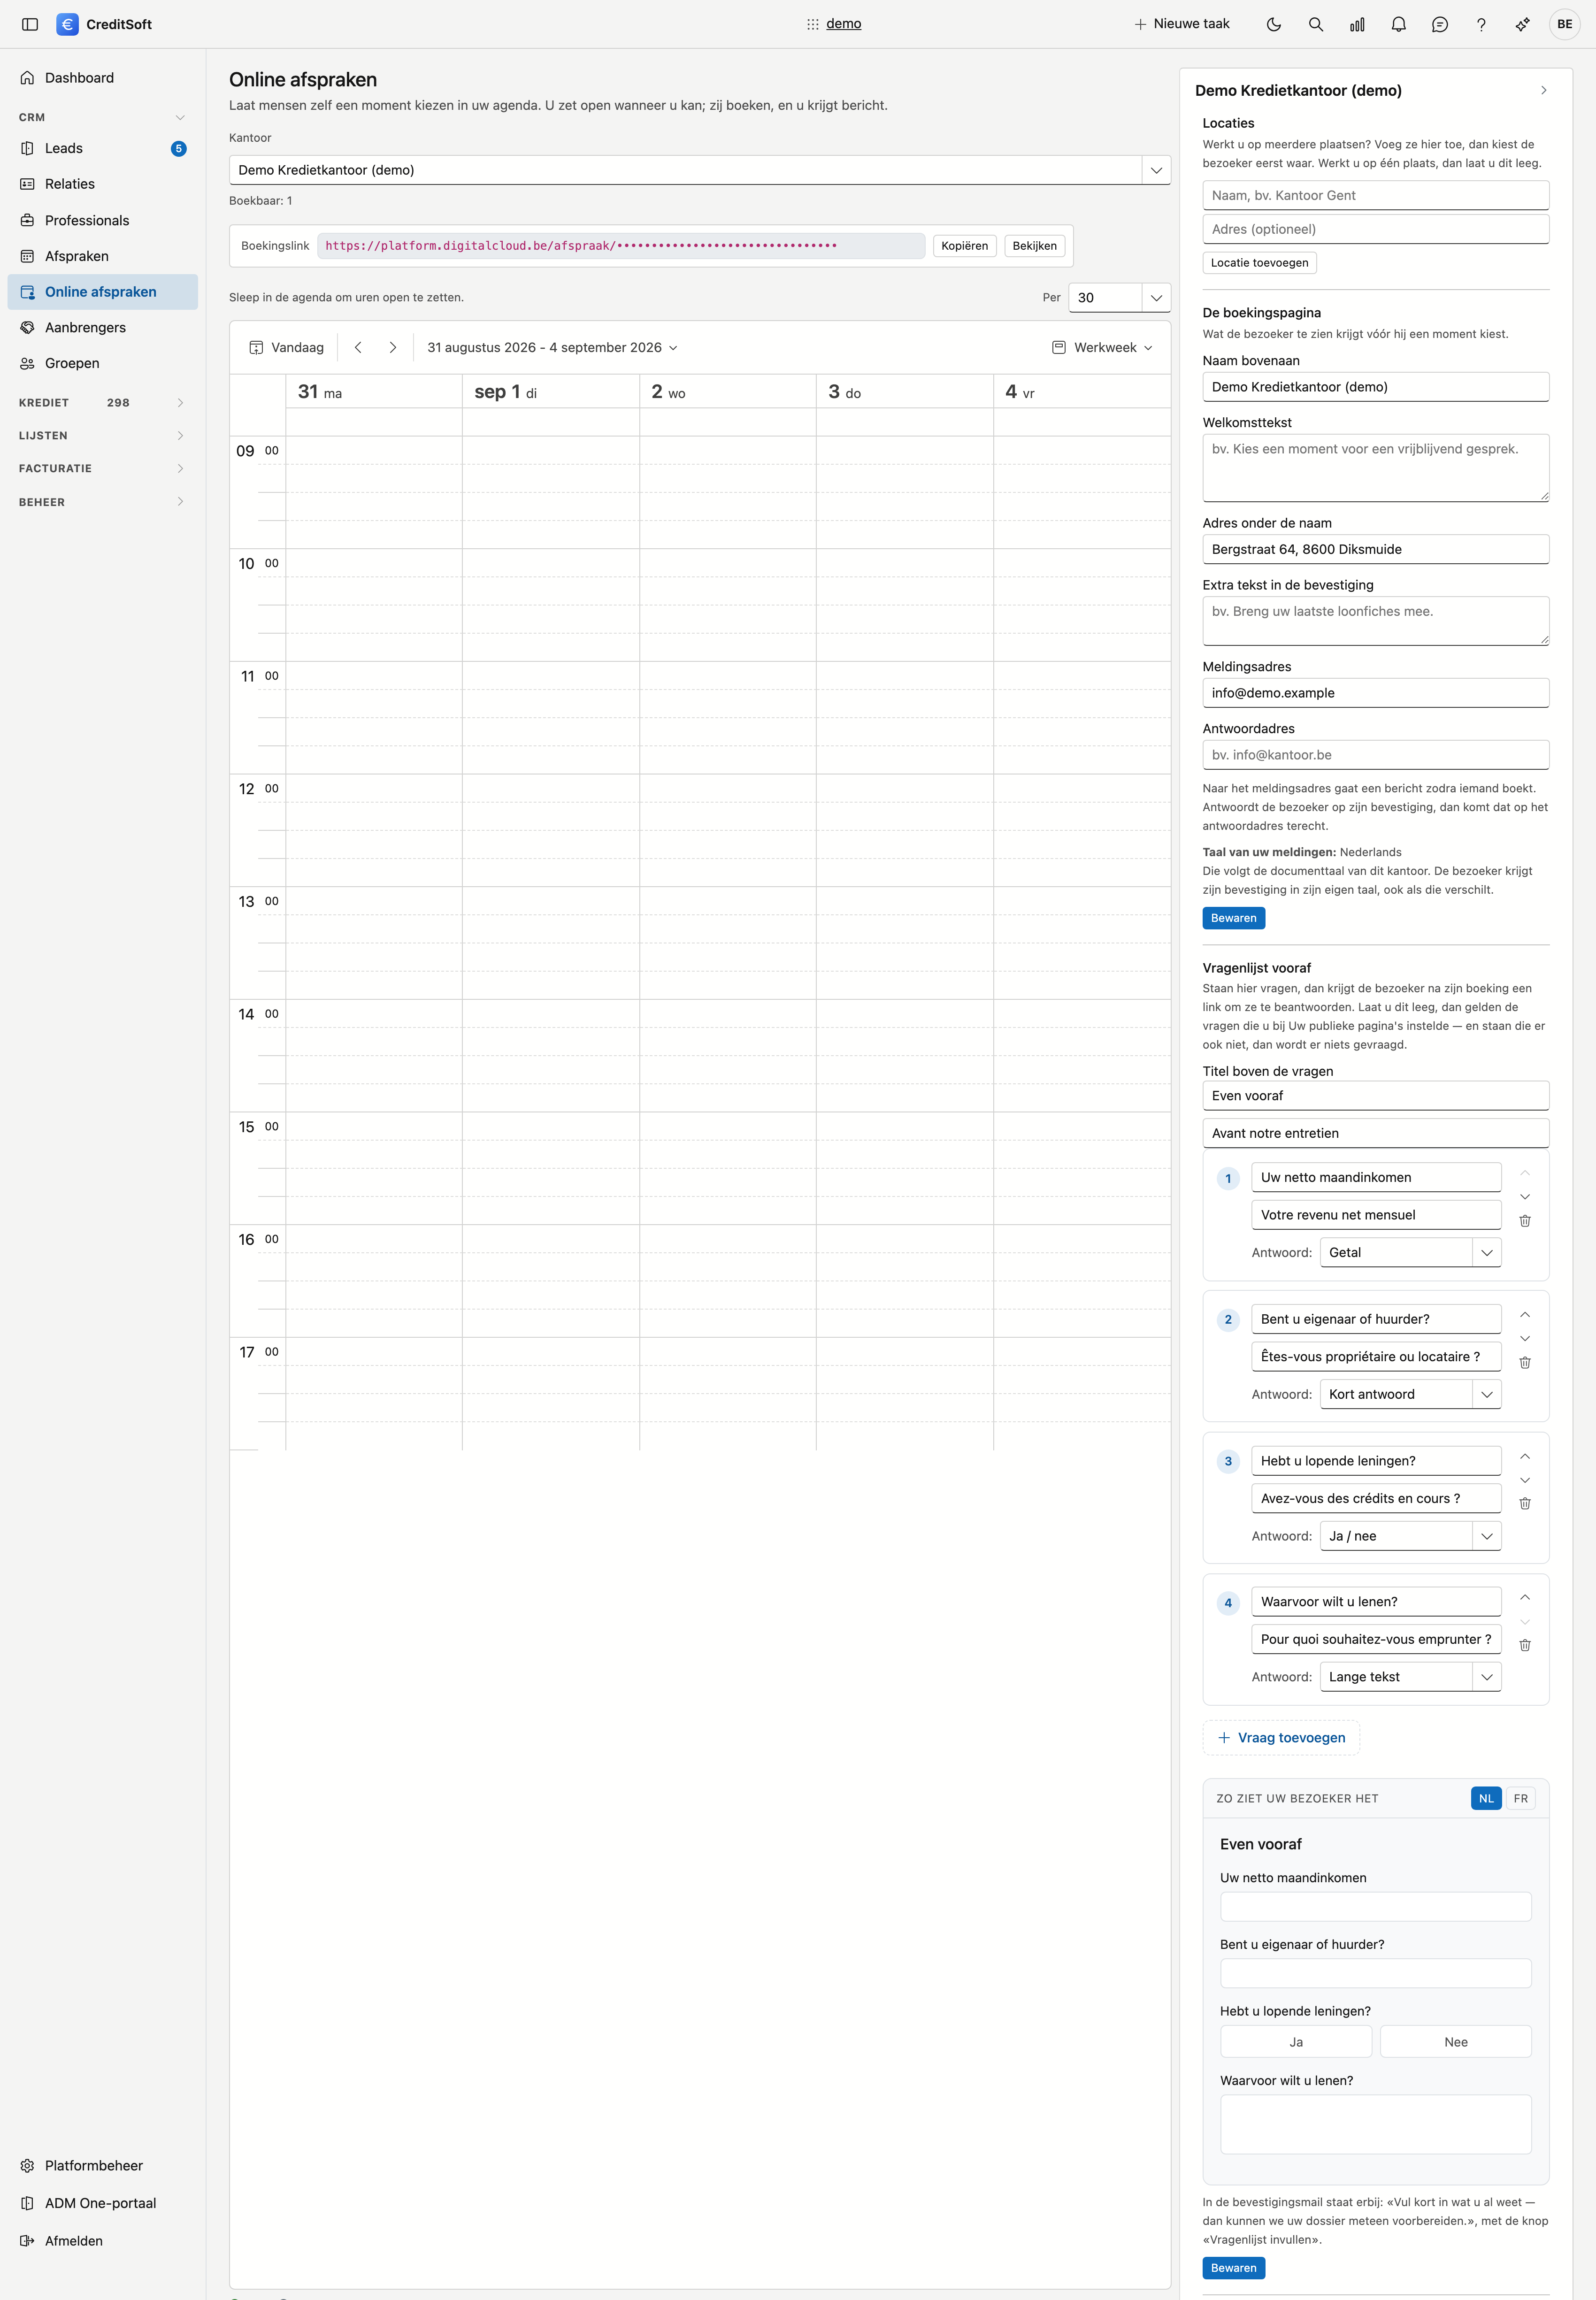 CreditSoft
demo
Nieuwe taak
BE
Dashboard
CRM
Leads 5
Relaties
Professionals
Afspraken
Online afspraken
Aanbrengers
Groepen
KREDIET 298
LIJSTEN
FACTURATIE
BEHEER
Platformbeheer
ADM One-portaal
Afmelden
Online afspraken
Laat mensen zelf een moment kiezen in uw agenda. U zet open wanneer u kan; zij boeken, en u krijgt bericht.
Kantoor
Demo Kredietkantoor (demo)
Boekbaar: 1
Boekingslink https://platform.digitalcloud.be/afspraak/•••••••••••••••••••••••••••••••• Kopiëren Bekijken
Sleep in de agenda om uren open te zetten.
Per 30
Vandaag 31 augustus 2026 - 4 september 2026 Werkweek
31 ma sep 1 di 2 wo 3 do 4 vr
09 00
10 00
11 00
12 00
13 00
14 00
15 00
16 00
17 00
Demo Kredietkantoor (demo)
Locaties
Werkt u op meerdere plaatsen? Voeg ze hier toe, dan kiest de
bezoeker eerst waar. Werkt u op één plaats, dan laat u dit leeg.
Naam, bv. Kantoor Gent
Adres (optioneel)
Locatie toevoegen
De boekingspagina
Wat de bezoeker te zien krijgt vóór hij een moment kiest.
Naam bovenaan
Demo Kredietkantoor (demo)
Welkomsttekst
bv. Kies een moment voor een vrijblijvend gesprek.
Adres onder de naam
Bergstraat 64, 8600 Diksmuide
Extra tekst in de bevestiging
bv. Breng uw laatste loonfiches mee.
Meldingsadres
info@demo.example
Antwoordadres
bv. info@kantoor.be
Naar het meldingsadres gaat een bericht zodra iemand boekt.
Antwoordt de bezoeker op zijn bevestiging, dan komt dat op het
antwoordadres terecht.
Taal van uw meldingen: Nederlands
Die volgt de documenttaal van dit kantoor. De bezoeker krijgt
zijn bevestiging in zijn eigen taal, ook als die verschilt.
Bewaren
Vragenlijst vooraf
Staan hier vragen, dan krijgt de bezoeker na zijn boeking een
link om ze te beantwoorden. Laat u dit leeg, dan gelden de
vragen die u bij Uw publieke pagina's instelde — en staan die er
ook niet, dan wordt er niets gevraagd.
Titel boven de vragen
Even vooraf
Avant notre entretien
1 Uw netto maandinkomen
Votre revenu net mensuel
Antwoord: Getal
2 Bent u eigenaar of huurder?
Êtes-vous propriétaire ou locataire ?
Antwoord: Kort antwoord
3 Hebt u lopende leningen?
Avez-vous des crédits en cours ?
Antwoord: Ja / nee
4 Waarvoor wilt u lenen?
Pour quoi souhaitez-vous emprunter ?
Antwoord: Lange tekst
Vraag toevoegen
ZO ZIET UW BEZOEKER HET NL FR
Even vooraf
Uw netto maandinkomen
Bent u eigenaar of huurder?
Hebt u lopende leningen?
Ja Nee
Waarvoor wilt u lenen?
In de bevestigingsmail staat erbij: «Vul kort in wat u al weet —
dan kunnen we uw dossier meteen voorbereiden.», met de knop
«Vragenlijst invullen».
Bewaren